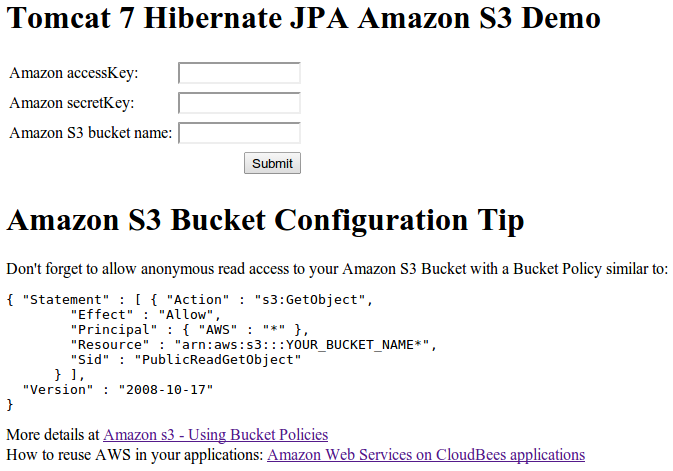 Tomcat 7 Hibernate JPA Amazon S3 Demo
Amazon accessKey:
Amazon secretKey:
Amazon S3 bucket name:
Submit
Amazon S3 Bucket Configuration Tip
Don't forget to allow anonymous read access to your Amazon S3 Bucket with a Bucket Policy similar to:
{ "Statement" : [ { "Action" : "s3:GetObject",
        "Effect" : "Allow",
        "Principal" : { "AWS" : "*" },
        "Resource" : "arn:aws:s3:::YOUR_BUCKET_NAME*",
        "Sid" : "PublicReadGetObject"
      } ],
  "Version" : "2008-10-17"
}
More details at Amazon s3 - Using Bucket Policies
How to reuse AWS in your applications: Amazon Web Services on CloudBees applications